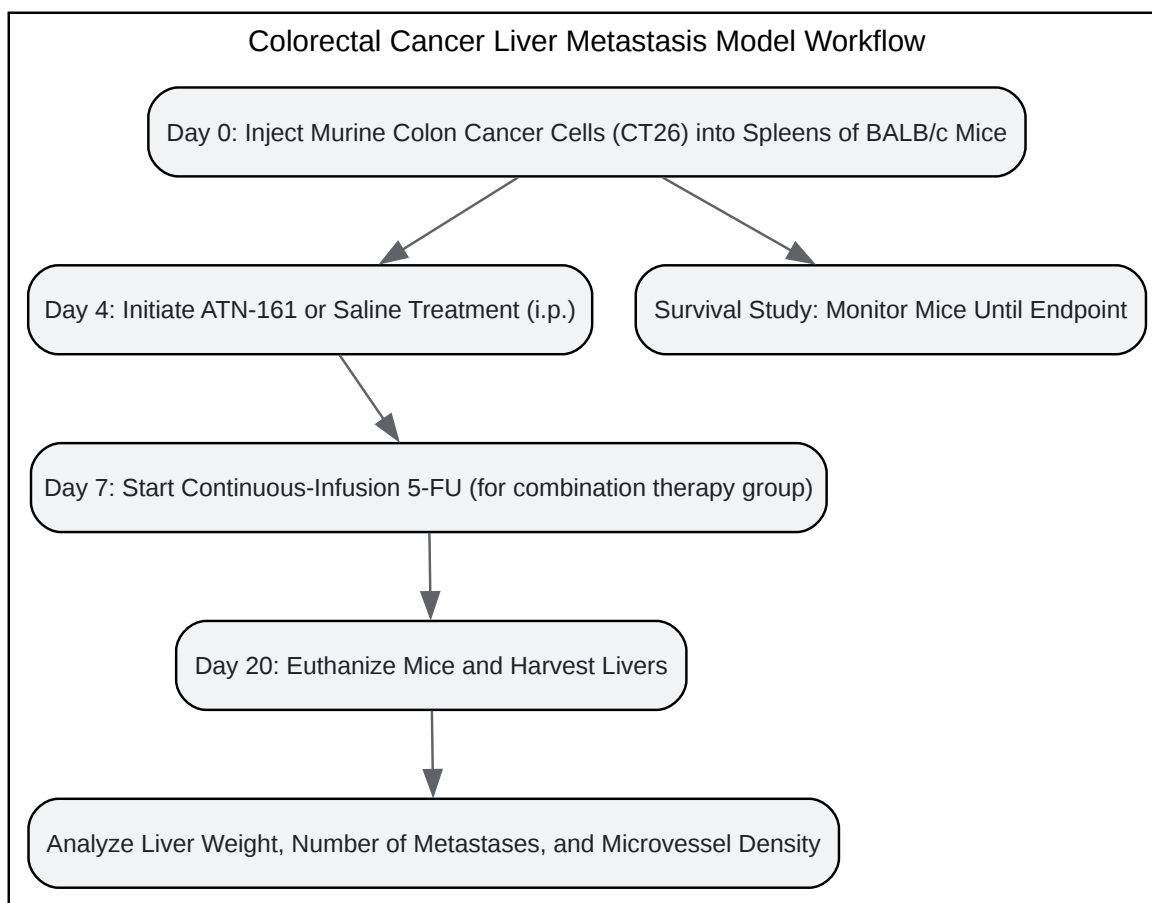 Colorectal Cancer Liver Metastasis Model Workflow
Day 0: Inject Murine Colon Cancer Cells (CT26) into Spleens of BALB/c Mice
Day 4: Initiate ATN-161 or Saline Treatment (i.p.)
Survival Study: Monitor Mice Until Endpoint
Day 7: Start Continuous-Infusion 5-FU (for combination therapy group)
Day 20: Euthanize Mice and Harvest Livers
Analyze Liver Weight, Number of Metastases, and Microvessel Density